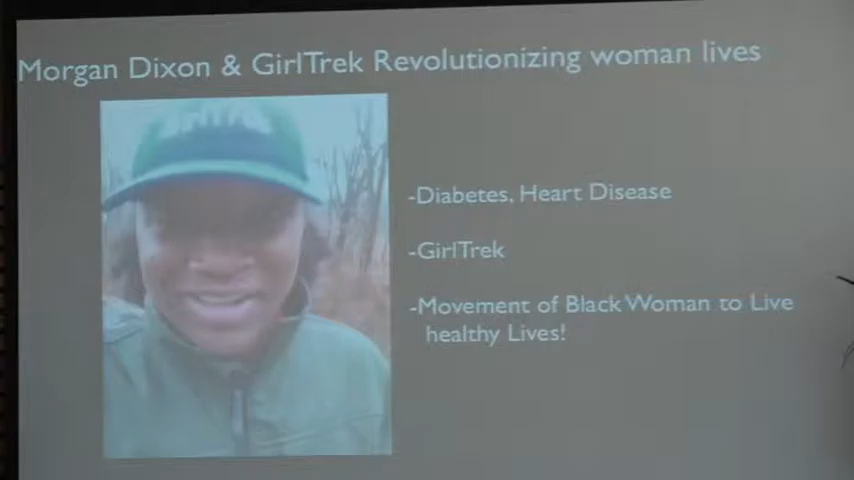 Morgan Dixon & GirlTrek Revolutionizing woman lives
-Diabetes, Heart Disease
-GirlTrek
-Movement of Black Woman to Live
healthy Lives!